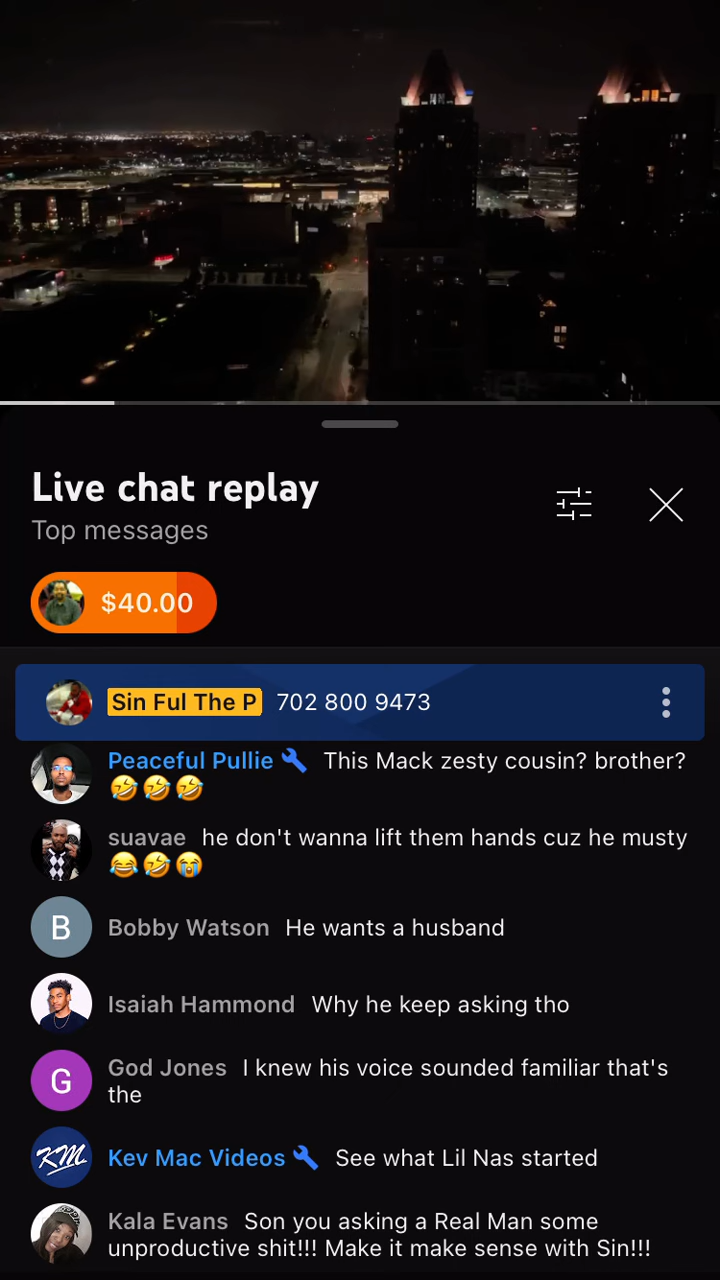 Live chat replay
Top messages
$40.00
Sin Ful The P 702 800 9473
Peaceful Pullie This Mack zesty cousin? brother?
🤣🤣🤣
suavae he don't wanna lift them hands cuz he musty
😂🤣😭
B
Bobby Watson He wants a husband
Isaiah Hammond Why he keep asking tho
G
God Jones I knew his voice sounded familiar that's
the
KM
Kev Mac Videos See what Lil Nas started
Kala Evans Son you asking a Real Man some
unproductive shit!!! Make it make sense with Sin!!!